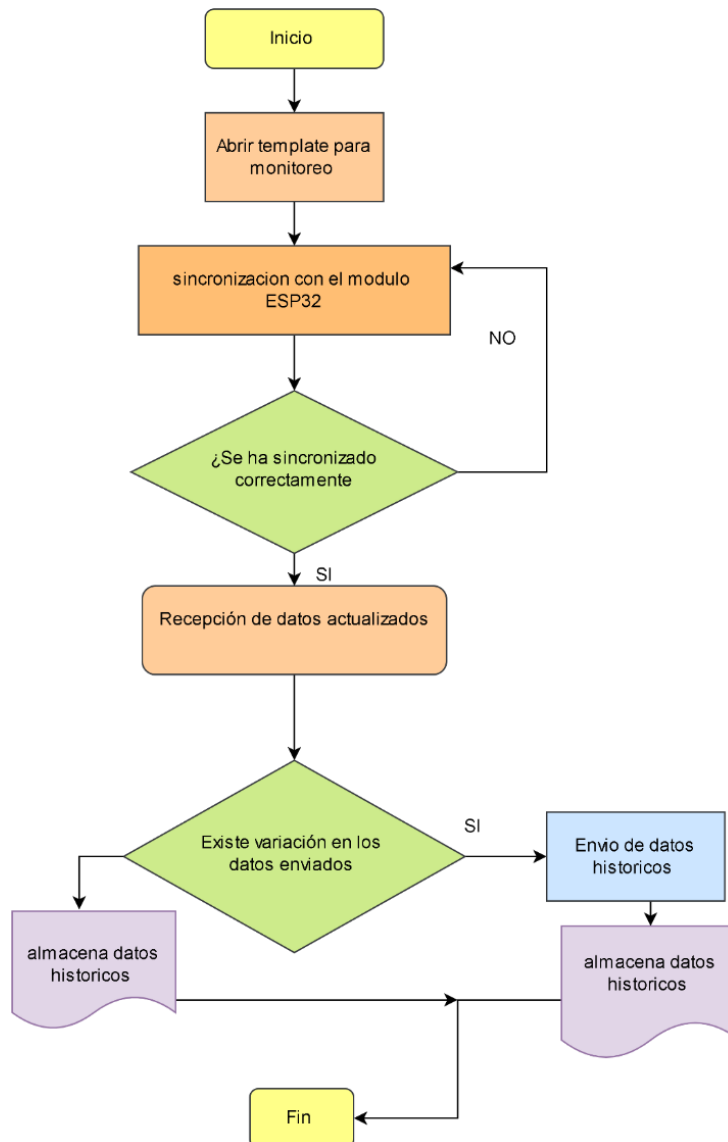 Inicio
Abrir template para
monitoreo
sincronizacion con el modulo
ESP32
NO
¿Se ha sincronizado
correctamente
SI
Recepción de datos actualizados
Existe variación en los
datos enviados
SI
Envio de datos
historicos
almacena datos
historicos
almacena datos
historicos
Fin